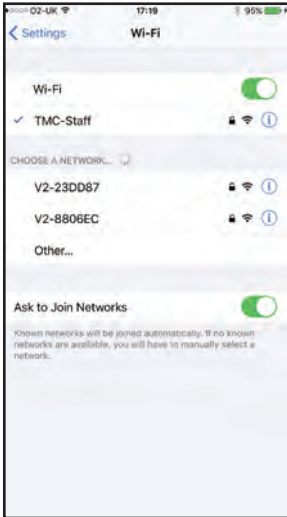 O2-UK 17:19 95%
Settings Wi-Fi
Wi-Fi
TMC-Staff
CHOOSE A NETWORK...
V2-23DD87
V2-8806EC
Other...
Ask to Join Networks
Known networks will be joined automatically. If no known
networks are available, you will have to manually select a
network.